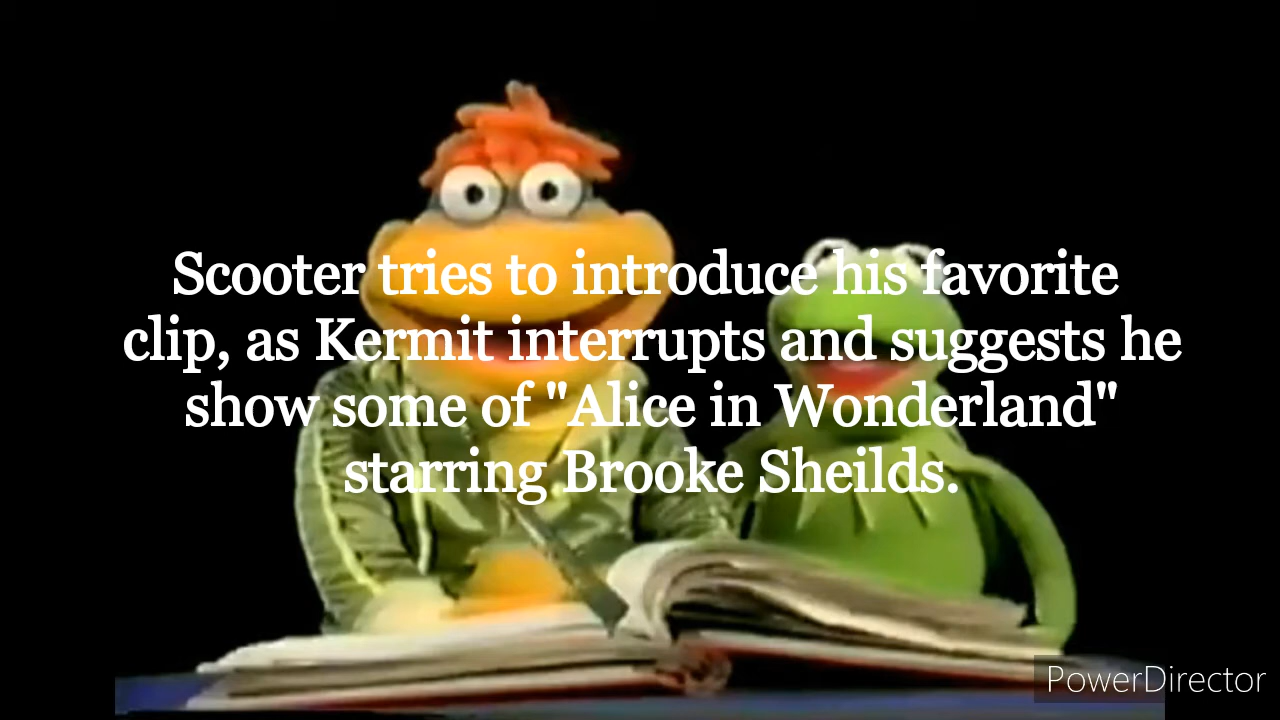 Scooter tries to introduce his favorite
clip, as Kermit interrupts and suggests he
show some of "Alice in Wonderland"
starring Brooke Sheilds.
PowerDirector